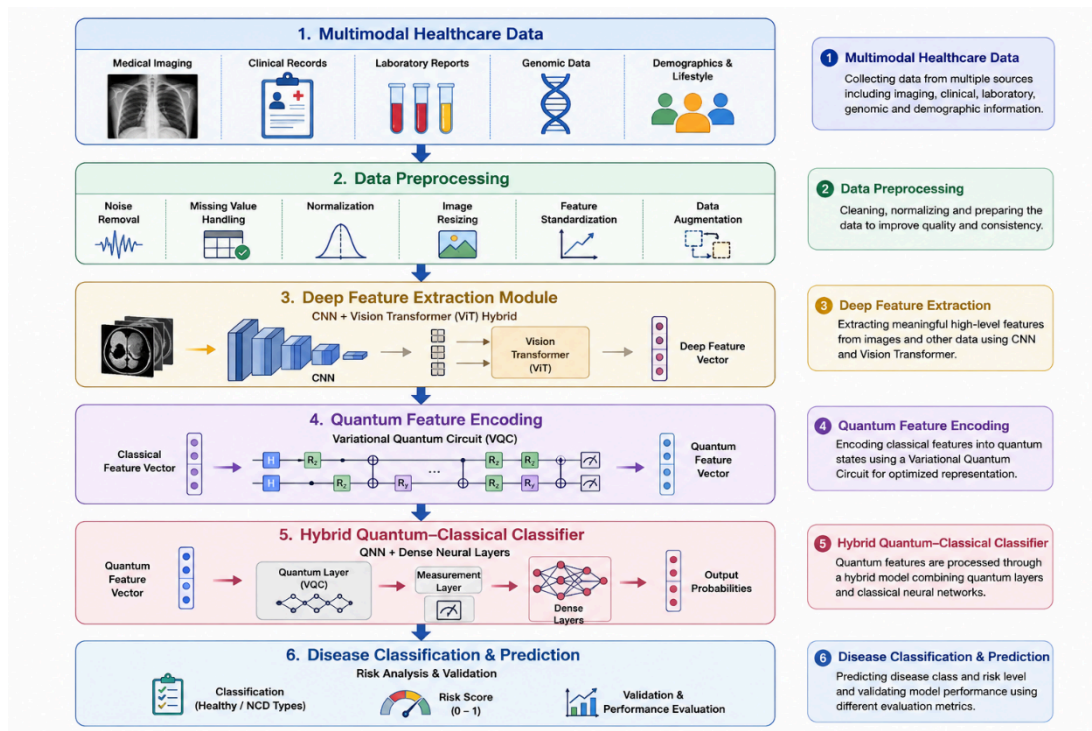 1. Multimodal Healthcare Data
Medical Imaging
Clinical Records
Laboratory Reports
Genomic Data
Demographics &
Lifestyle
1 Multimodal Healthcare Data
Collecting data from multiple sources
including imaging, clinical, laboratory,
genomic and demographic information.
2. Data Preprocessing
Noise
Removal
Missing Value
Handling
Normalization
Image
Resizing
Feature
Standardization
Data
Augmentation
2 Data Preprocessing
Cleaning, normalizing and preparing the
data to improve quality and consistency.
3. Deep Feature Extraction Module
CNN + Vision Transformer (ViT) Hybrid
CNN
Vision
Transformer
(ViT)
Deep Feature
Vector
3 Deep Feature Extraction
Extracting meaningful high-level features
from images and other data using CNN
and Vision Transformer.
4. Quantum Feature Encoding
Variational Quantum Circuit (VQC)
Classical
Feature Vector
H Rz ... Rz Rz
H Rz Ry Rz Ry
Quantum
Feature
Vector
4 Quantum Feature Encoding
Encoding classical features into quantum
states using a Variational Quantum
Circuit for optimized representation.
5. Hybrid Quantum–Classical Classifier
QNN + Dense Neural Layers
Quantum
Feature
Vector
Quantum Layer
(VQC)
Measurement
Layer
Dense
Layers
Output
Probabilities
5 Hybrid Quantum–Classical Classifier
Quantum features are processed through
a hybrid model combining quantum layers
and classical neural networks.
6. Disease Classification & Prediction
Risk Analysis & Validation
Classification
(Healthy / NCD Types)
Risk Score
(0 – 1)
Validation &
Performance Evaluation
6 Disease Classification & Prediction
Predicting disease class and risk level
and validating model performance using
different evaluation metrics.